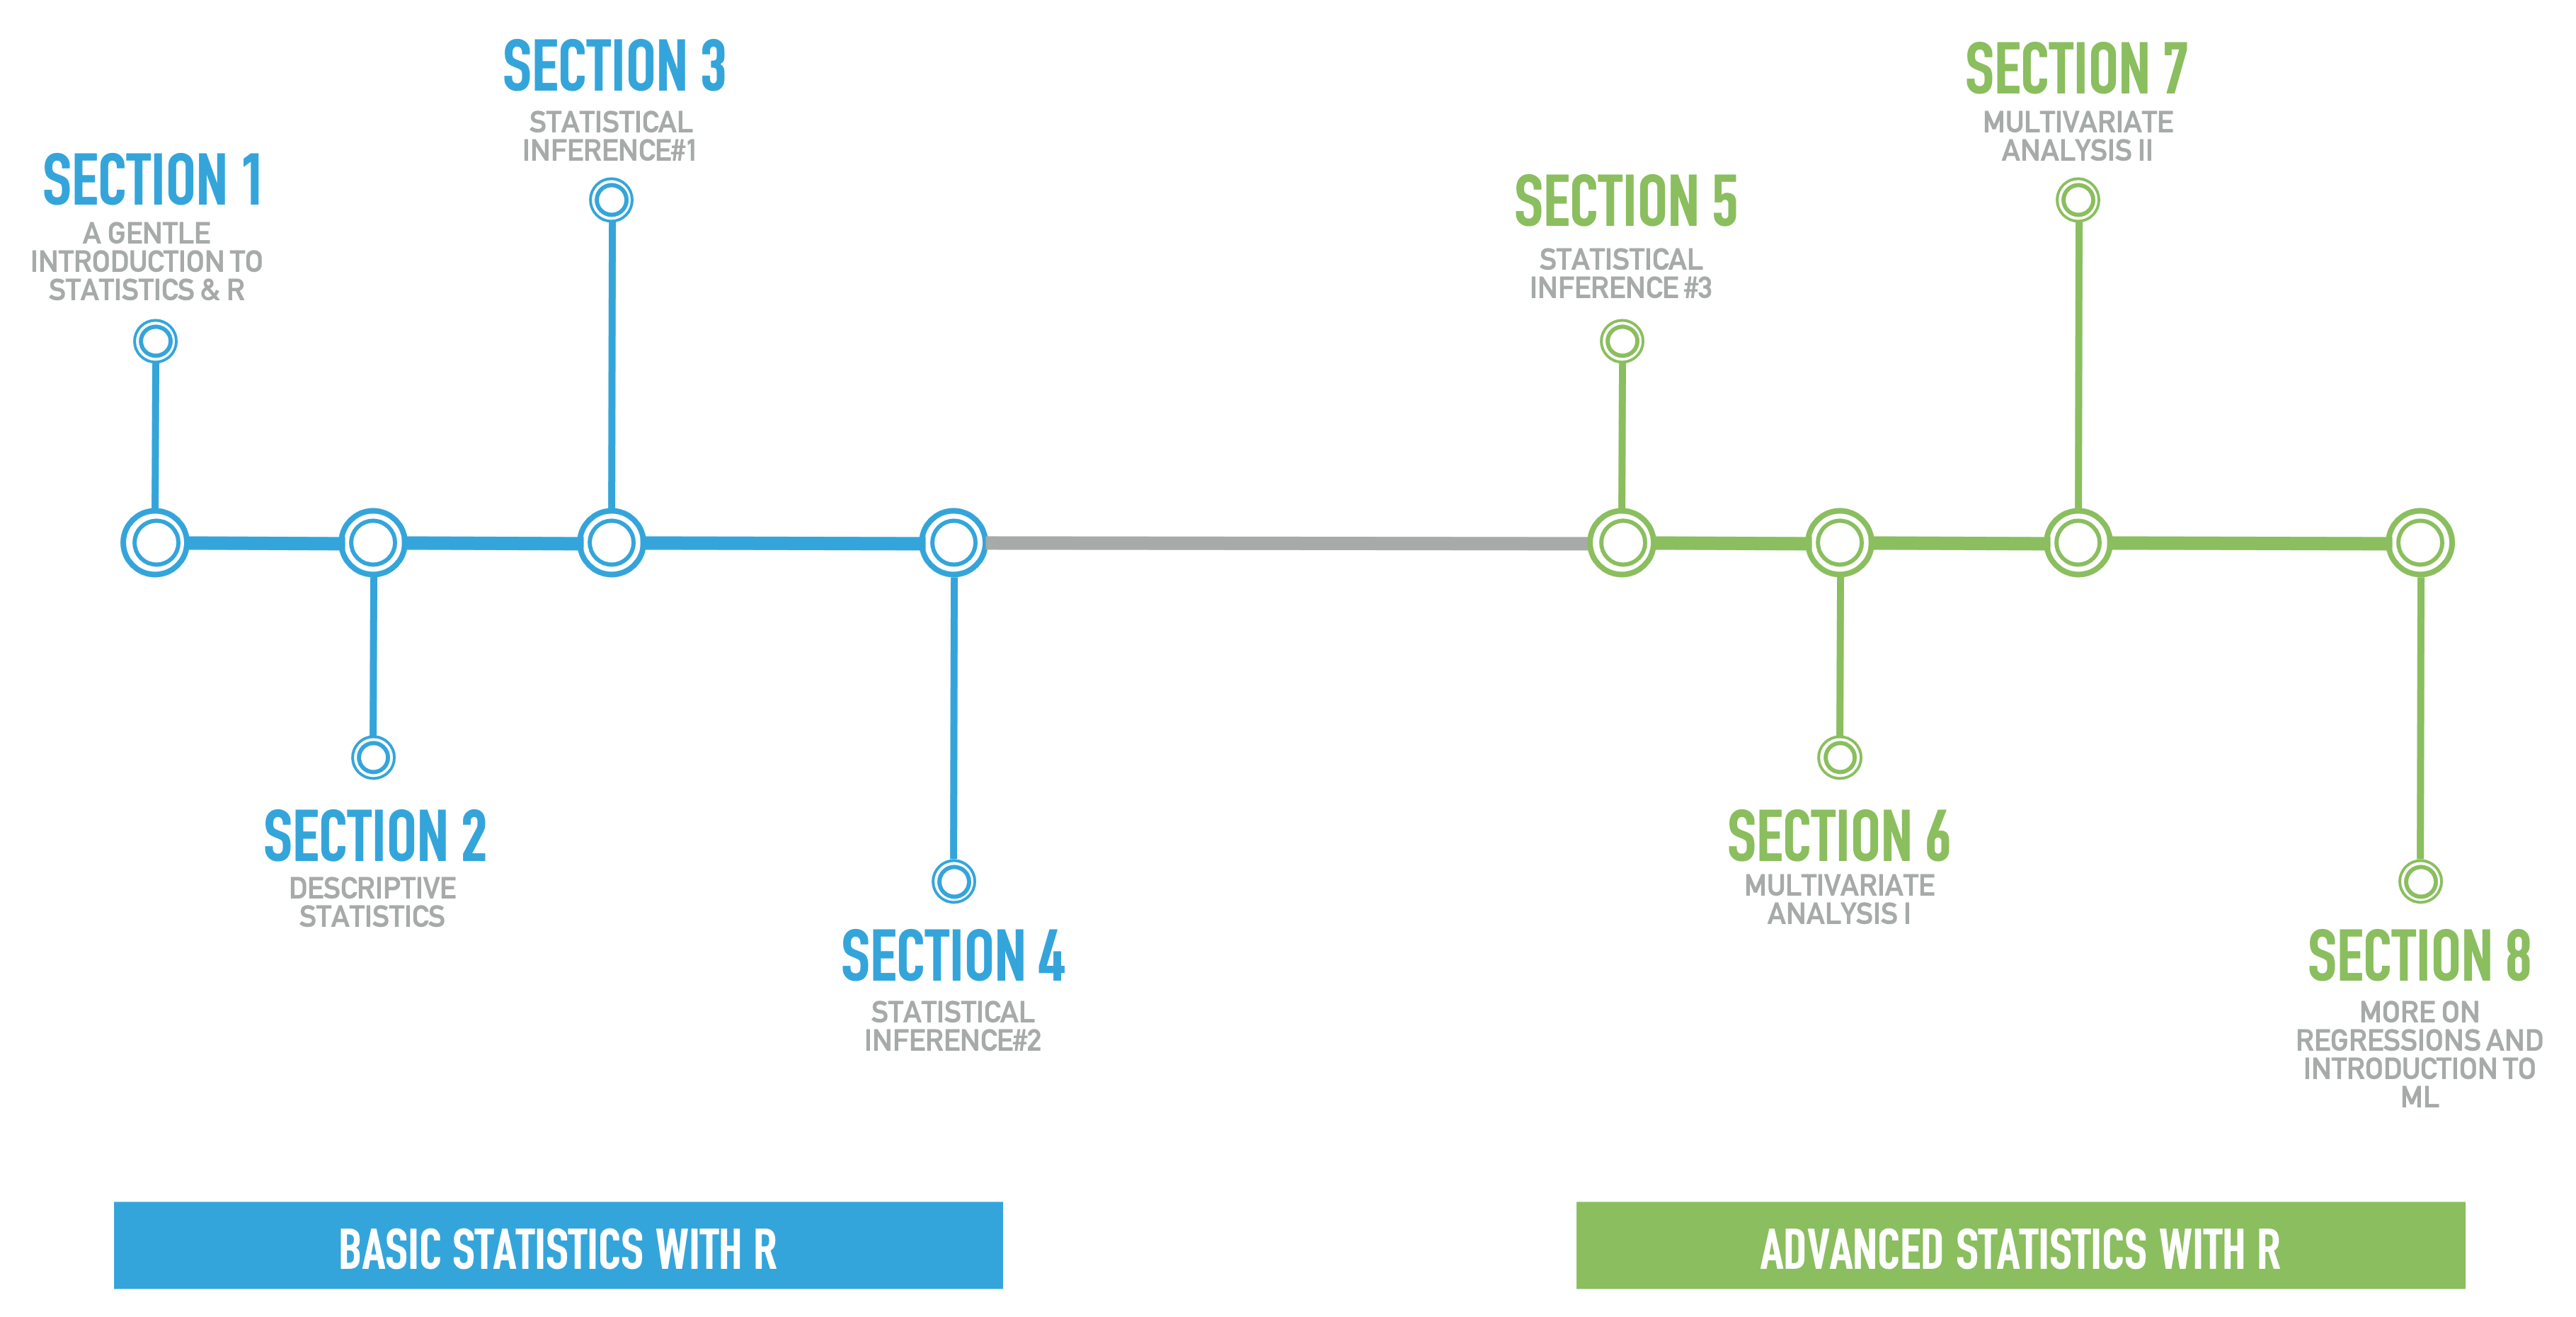 SECTION 1
A GENTLE
INTRODUCTION TO
STATISTICS & R
SECTION 2
DESCRIPTIVE
STATISTICS
SECTION 3
STATISTICAL
INFERENCE#1
SECTION 4
STATISTICAL
INFERENCE#2
SECTION 5
STATISTICAL
INFERENCE #3
SECTION 6
MULTIVARIATE
ANALYSIS I
SECTION 7
MULTIVARIATE
ANALYSIS II
SECTION 8
MORE ON
REGRESSIONS AND
INTRODUCTION TO
ML
BASIC STATISTICS WITH R
ADVANCED STATISTICS WITH R